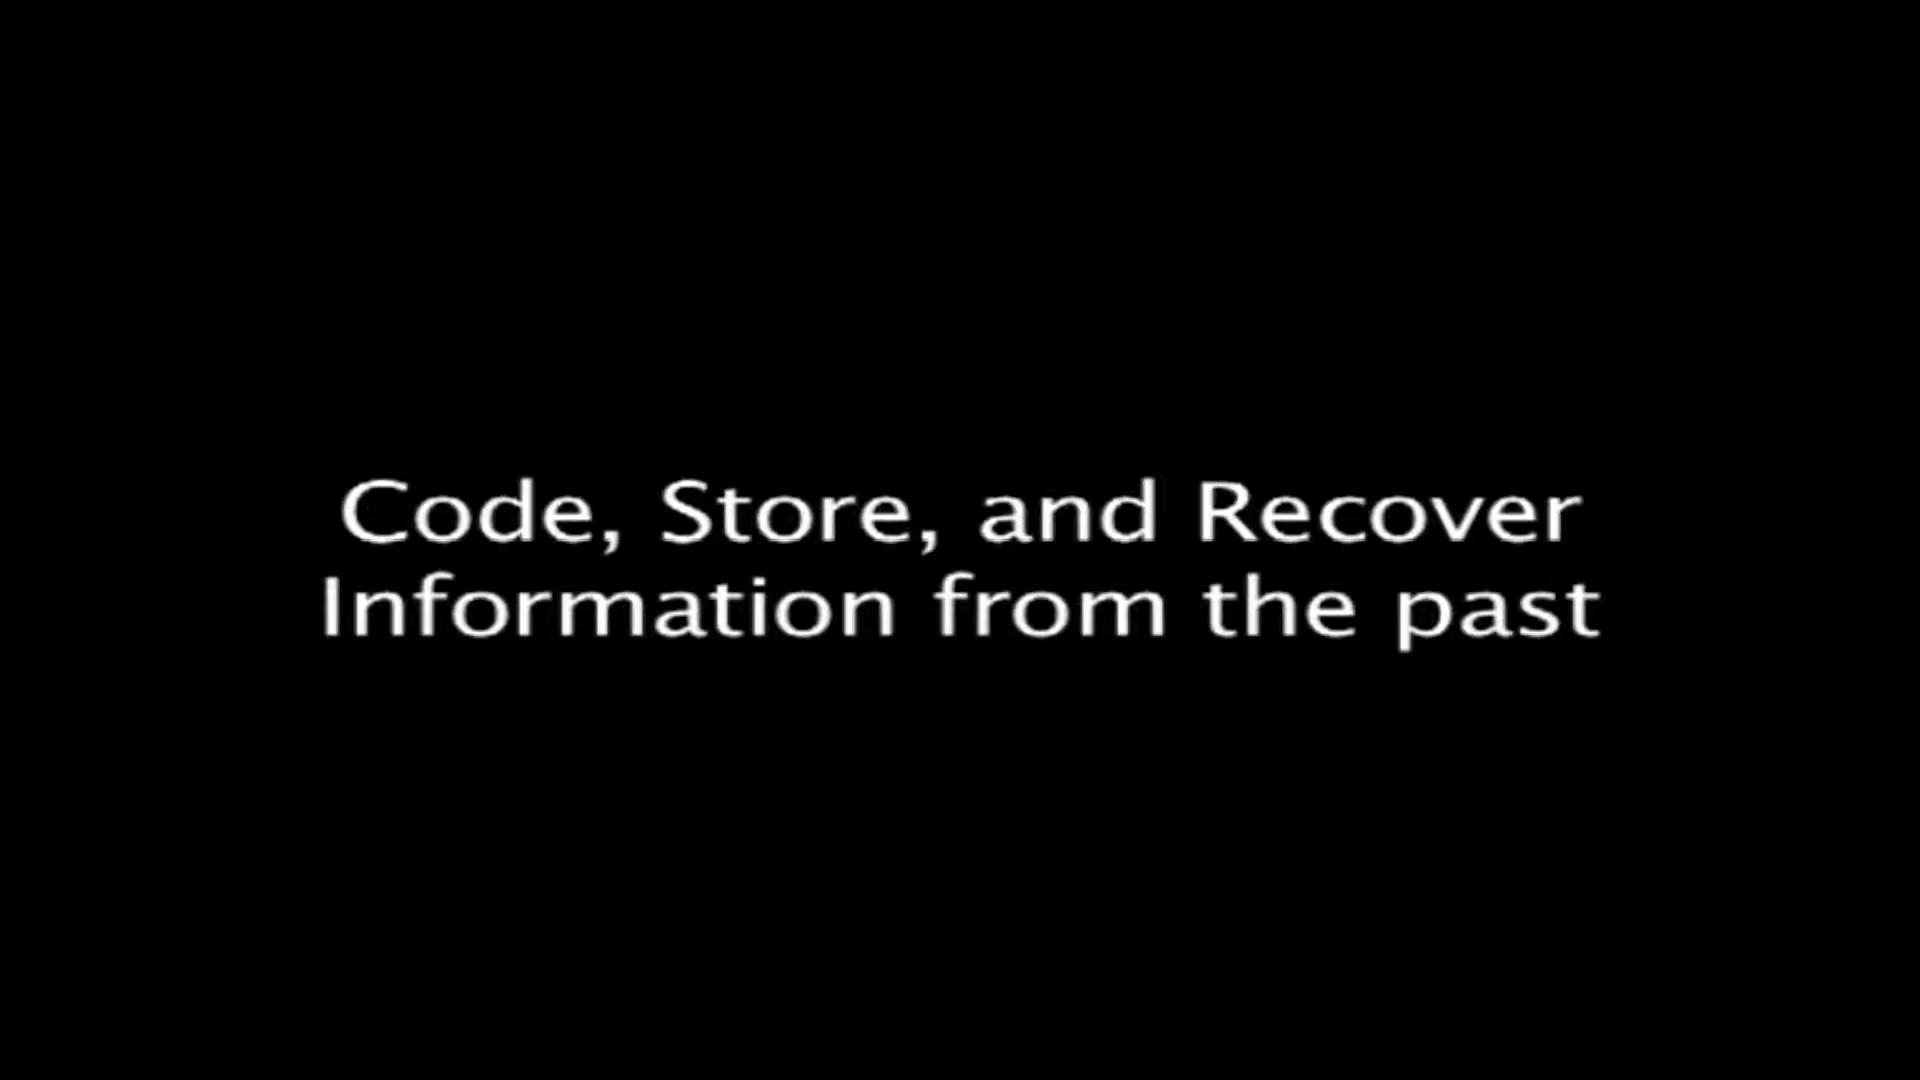 Code, Store, and Recover
Information from the past